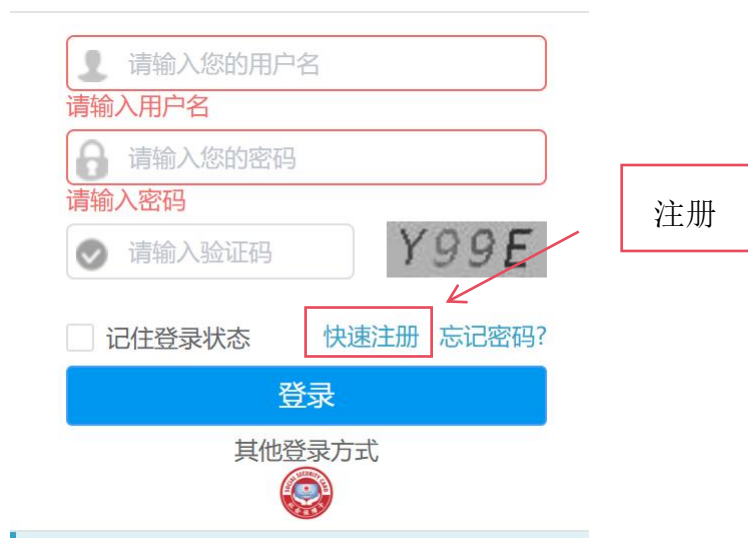 请输入您的用户名
请输入用户名
请输入您的密码
请输入密码
注册
请输入验证码
Y99E
记住登录状态
快速注册
忘记密码?
登录
其他登录方式
SOCIAL SECURITY CARD